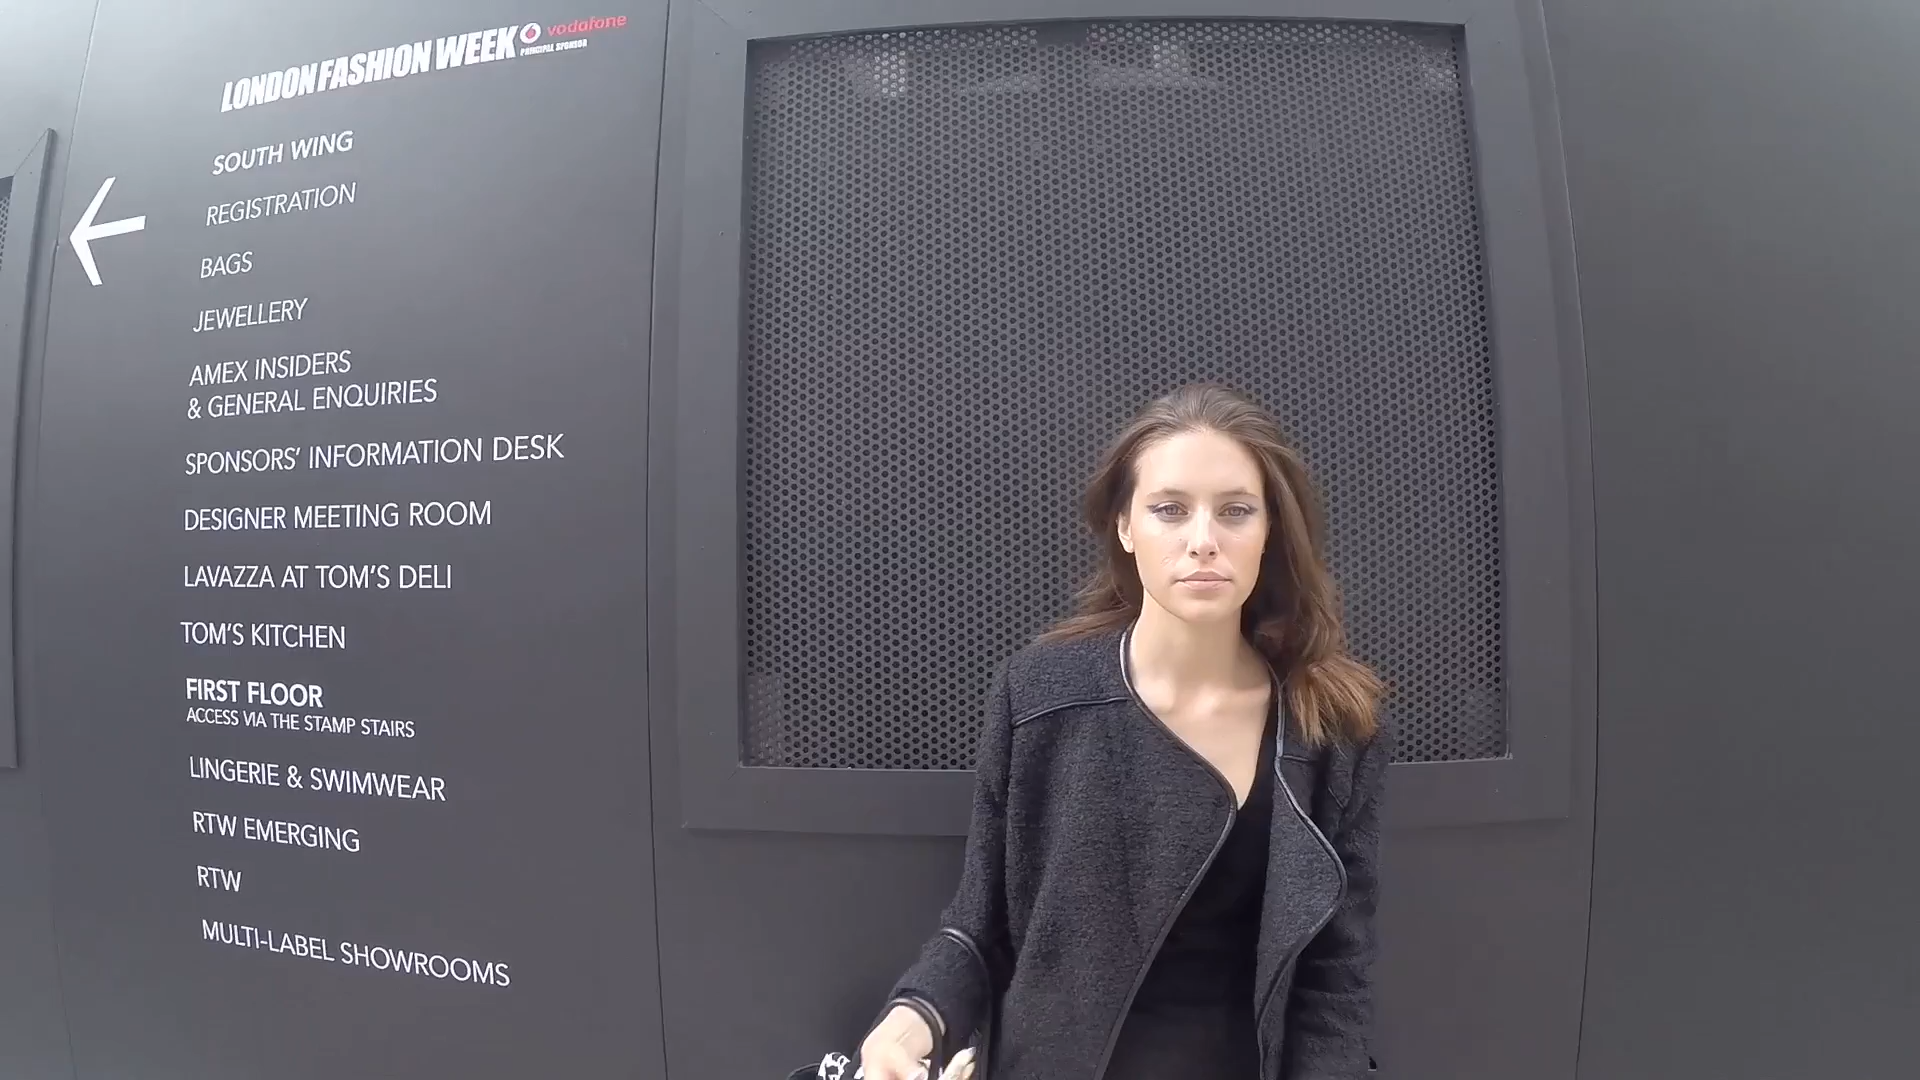 LONDON FASHION WEEK vodafone
PRINCIPAL SPONSOR
SOUTH WING
REGISTRATION
BAGS
JEWELLERY
AMEX INSIDERS
& GENERAL ENQUIRIES
SPONSORS' INFORMATION DESK
DESIGNER MEETING ROOM
LAVAZZA AT TOM'S DELI
TOM'S KITCHEN
FIRST FLOOR
ACCESS VIA THE STAMP STAIRS
LINGERIE & SWIMWEAR
RTW EMERGING
RTW
MULTI-LABEL SHOWROOMS